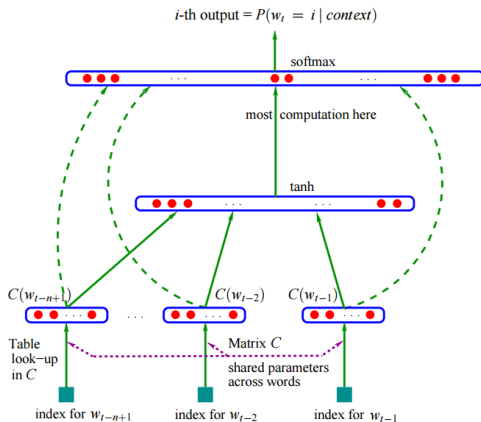 i-th output = P(w_t = i | context)
softmax
. . . . . . . . .
most computation here
tanh
. . . . . .
C(w_{t−n+1}) C(w_{t−2}) C(w_{t−1})
. . . . . . . . . . . .
Table look−up in C
Matrix C
shared parameters across words
index for w_{t−n+1} index for w_{t−2} index for w_{t−1}